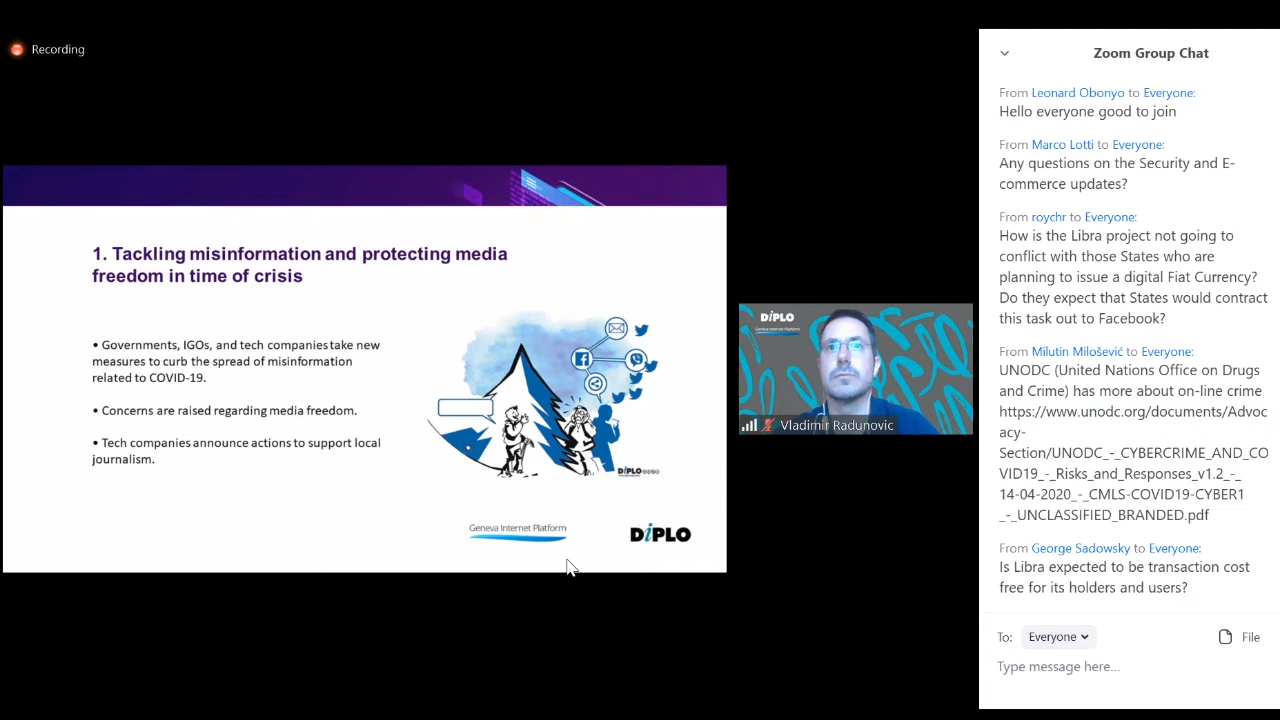 Recording
1. Tackling misinformation and protecting media
freedom in time of crisis
• Governments, IGOs, and tech companies take new
measures to curb the spread of misinformation
related to COVID-19.
• Concerns are raised regarding media freedom.
• Tech companies announce actions to support local
journalism.
DiPLO
Geneva Internet Platform
DiPLO
DiPLO
Geneva Internet Platform
Vladimir Radunovic
Zoom Group Chat
From Leonard Obonyo to Everyone:
Hello everyone good to join
From Marco Lotti to Everyone:
Any questions on the Security and E-
commerce updates?
From roychr to Everyone:
How is the Libra project not going to
conflict with those States who are
planning to issue a digital Fiat Currency?
Do they expect that States would contract
this task out to Facebook?
From Milutin Milošević to Everyone:
UNODC (United Nations Office on Drugs
and Crime) has more about on-line crime
https://www.unodc.org/documents/Advoc
acy-
Section/UNODC_-_CYBERCRIME_AND_CO
VID19_-_Risks_and_Responses_v1.2_-_
14-04-2020_-_CMLS-COVID19-CYBER1
_-_UNCLASSIFIED_BRANDED.pdf
From George Sadowsky to Everyone:
Is Libra expected to be transaction cost
free for its holders and users?
To: Everyone File
Type message here...